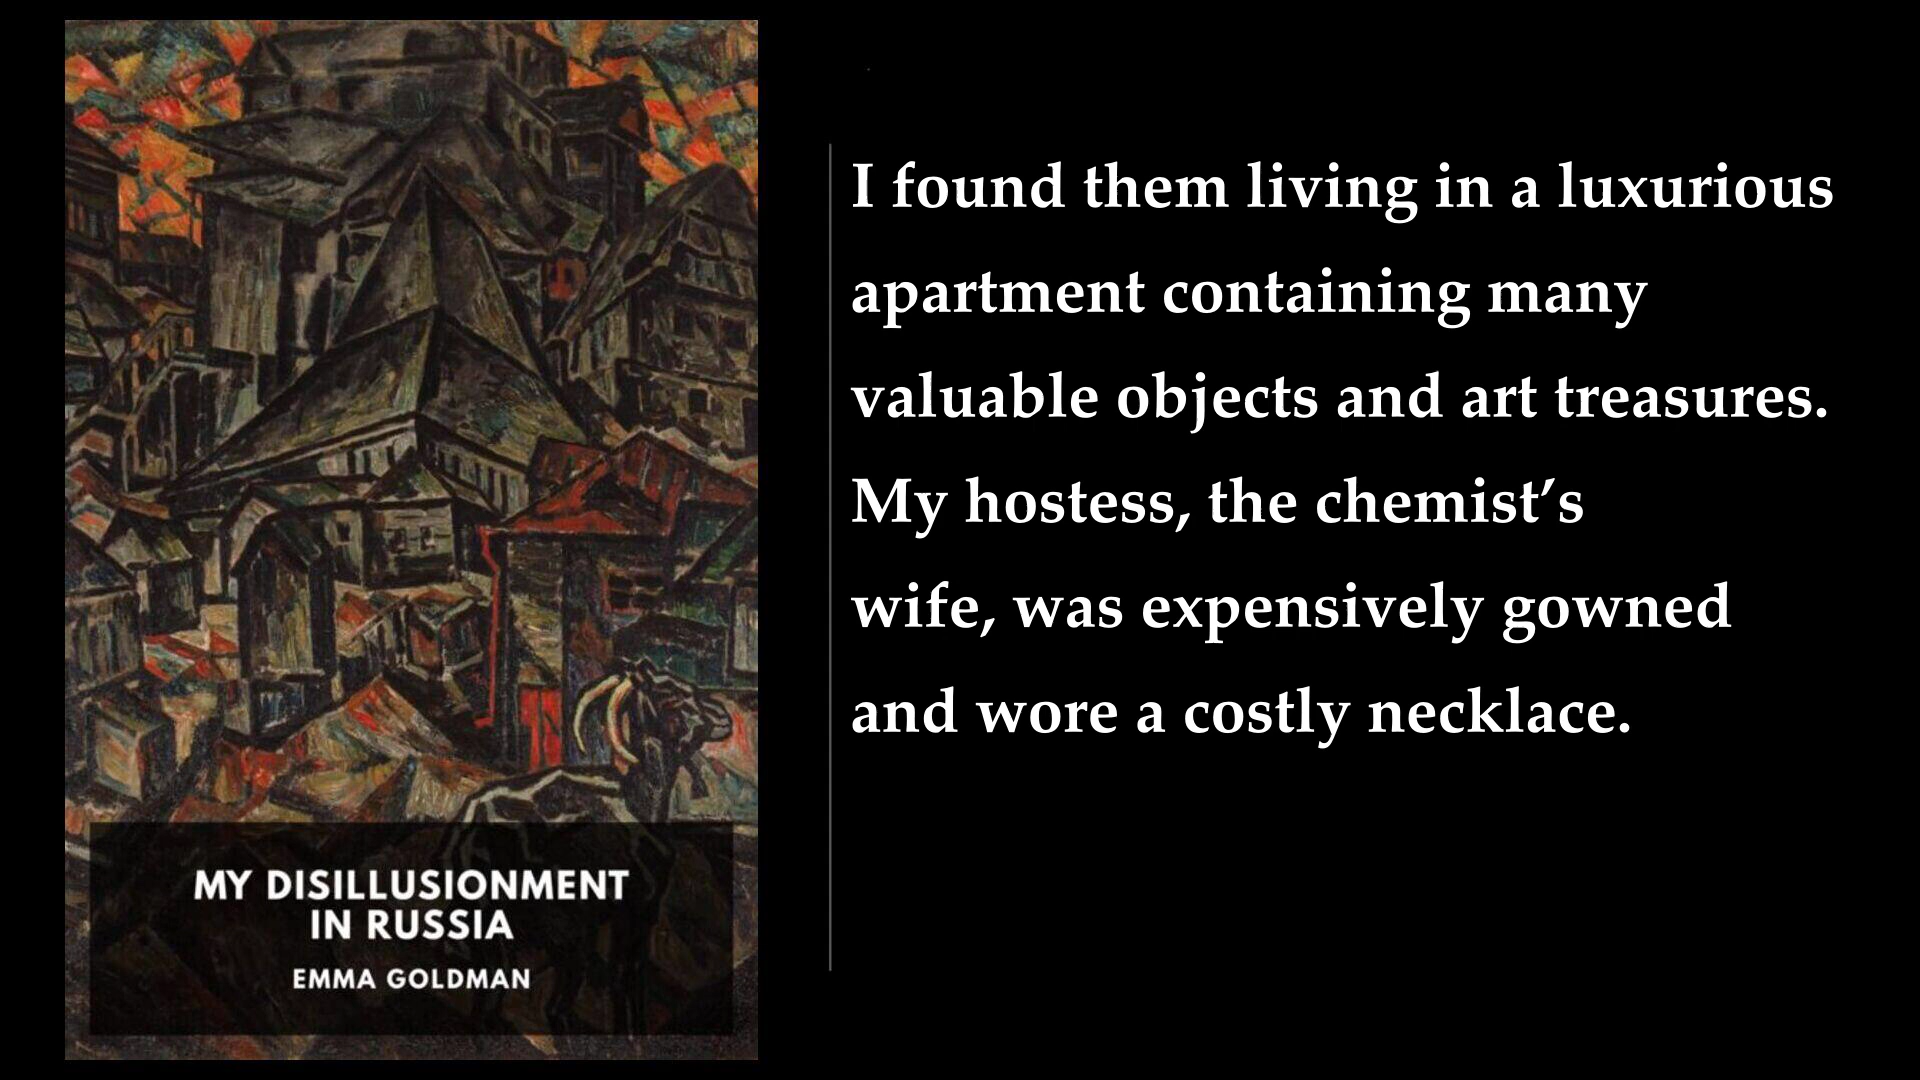 MY DISILLUSIONMENT
IN RUSSIA
EMMA GOLDMAN
I found them living in a luxurious
apartment containing many
valuable objects and art treasures.
My hostess, the chemist’s
wife, was expensively gowned
and wore a costly necklace.